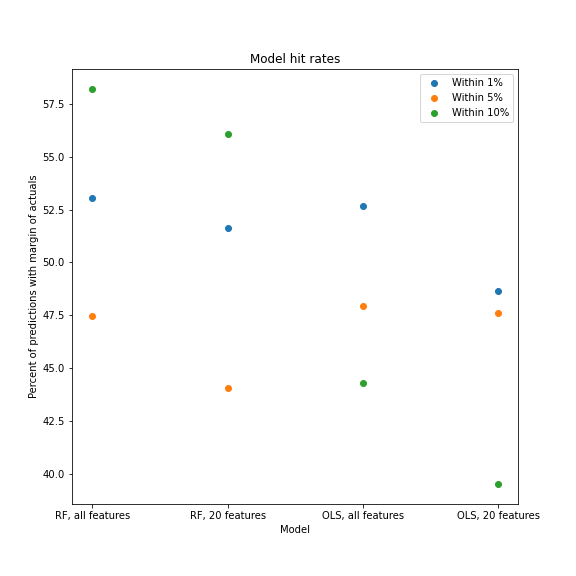 Model hit rates
Within 1%
Within 5%
Within 10%
Percent of predictions with margin of actuals
57.5
55.0
52.5
50.0
47.5
45.0
42.5
40.0
RF, all features RF, 20 features OLS, all features OLS, 20 features
Model